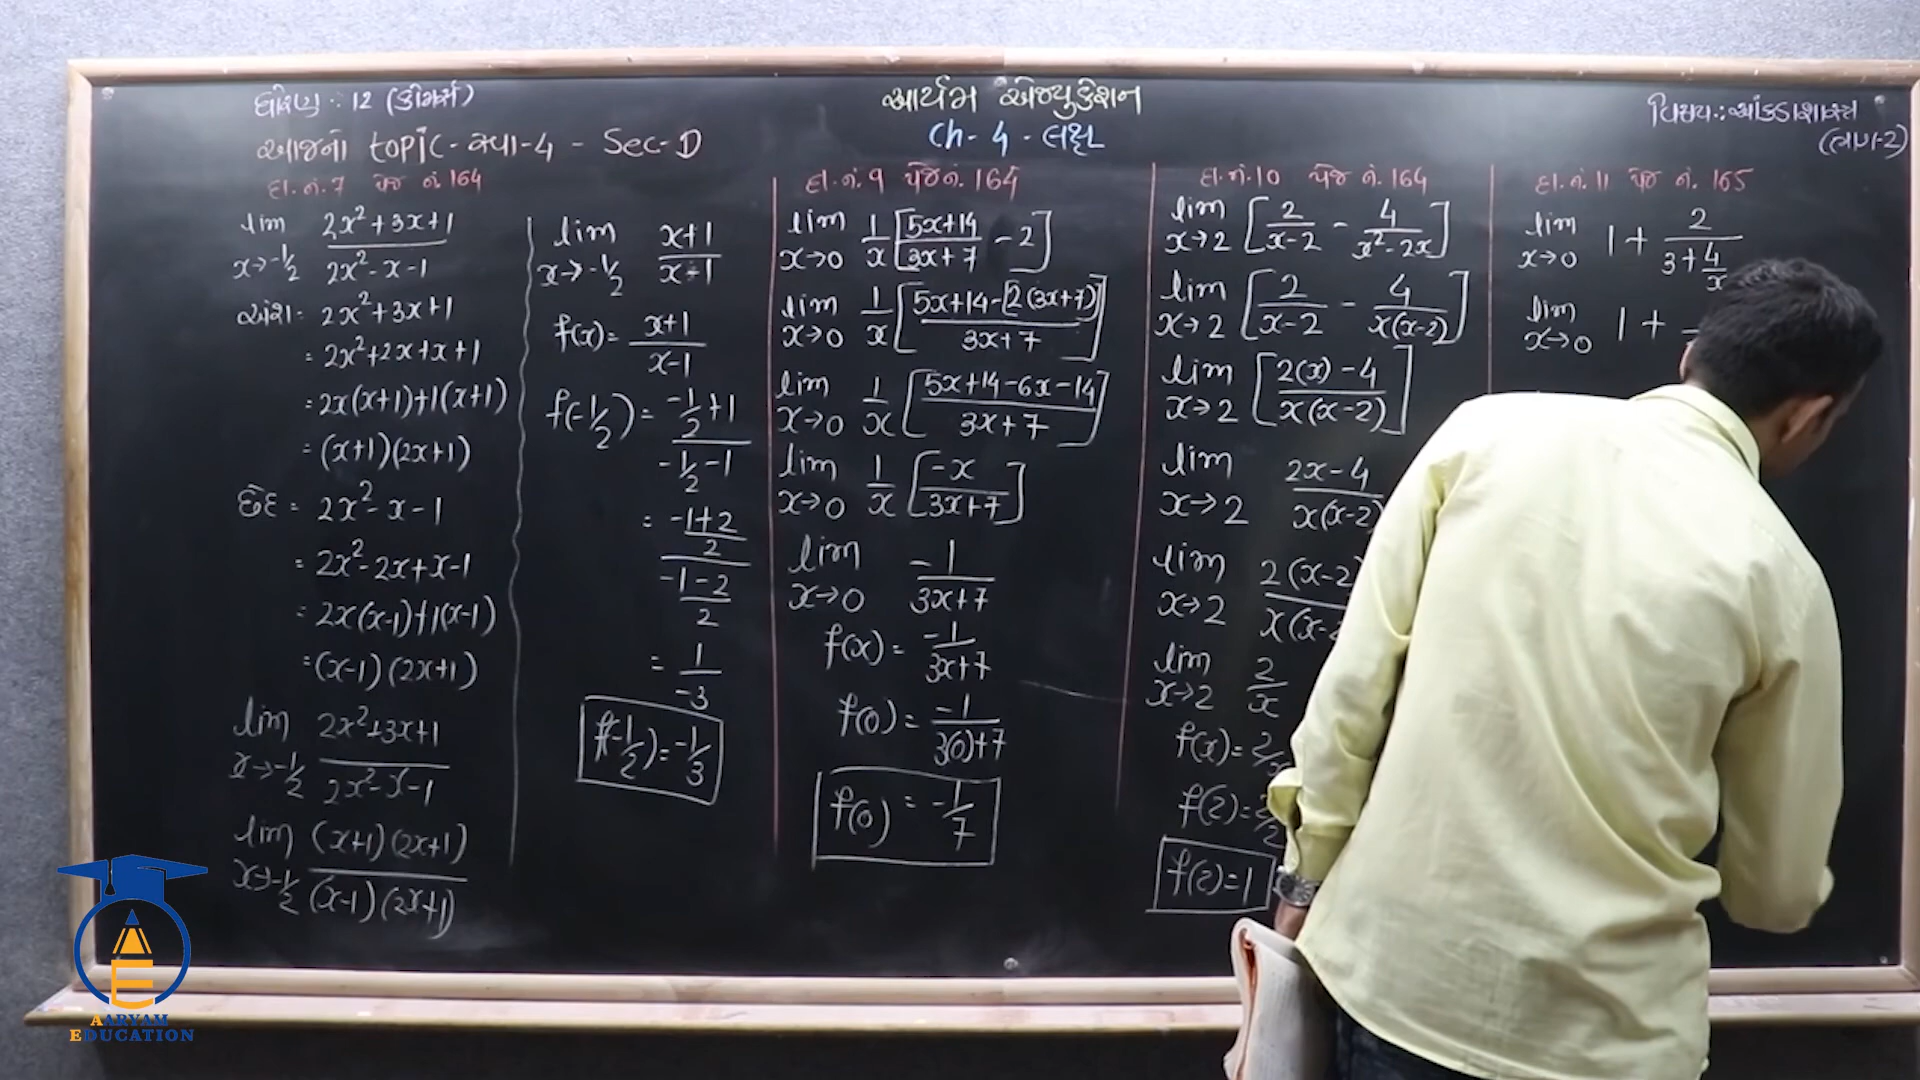 ધોરણ : 12 (કોમર્સ)
આર્યમ એજ્યુકેશન
વિષય : આંકડાશાસ્ત્ર
(ભાગ-2)
આજનો topic - સ્વા-4 - Sec-D
Ch-4-લક્ષ
દા.નં.7 પેજ નં.164
lim x→-1/2 (2x²+3x+1)/(2x²-x-1)
અંશ = 2x²+3x+1
= 2x²+2x+x+1
= 2x(x+1)+1(x+1)
= (x+1)(2x+1)
છેદ = 2x²-x-1
= 2x²-2x+x-1
= 2x(x-1)+1(x-1)
= (x-1)(2x+1)
lim x→-1/2 (2x²+3x+1)/(2x²-x-1)
lim x→-1/2 (x+1)(2x+1)/(x-1)(2x+1)
lim x→-1/2 (x+1)/(x-1)
f(x) = (x+1)/(x-1)
f(-1/2) = (-1/2+1)/(-1/2-1)
= ((-1+2)/2)/((-1-2)/2)
= 1/-3
f(-1/2) = -1/3
દા.નં.9 પેજ નં.164
lim x→0 1/x [(5x+14)/(3x+7) - 2]
lim x→0 1/x [(5x+14-[2(3x+7)])/(3x+7)]
lim x→0 1/x [(5x+14-6x-14)/(3x+7)]
lim x→0 1/x [-x/(3x+7)]
lim x→0 -1/(3x+7)
f(x) = -1/(3x+7)
f(0) = -1/(3(0)+7)
f(0) = -1/7
દા.નં.10 પેજ નં.164
lim x→2 [2/(x-2) - 4/(x²-2x)]
lim x→2 [2/(x-2) - 4/(x(x-2))]
lim x→2 [(2(x)-4)/(x(x-2))]
lim x→2 (2x-4)/(x(x-2))
lim x→2 2(x-2)/x(x-2
lim x→2 2/x
f(x) = 2/x
f(2) = 2/2
f(2) = 1
દા.નં.11 પેજ નં.165
lim x→0 1 + 2/(3+4/x)
lim x→0 1 +
AARYAM
EDUCATION